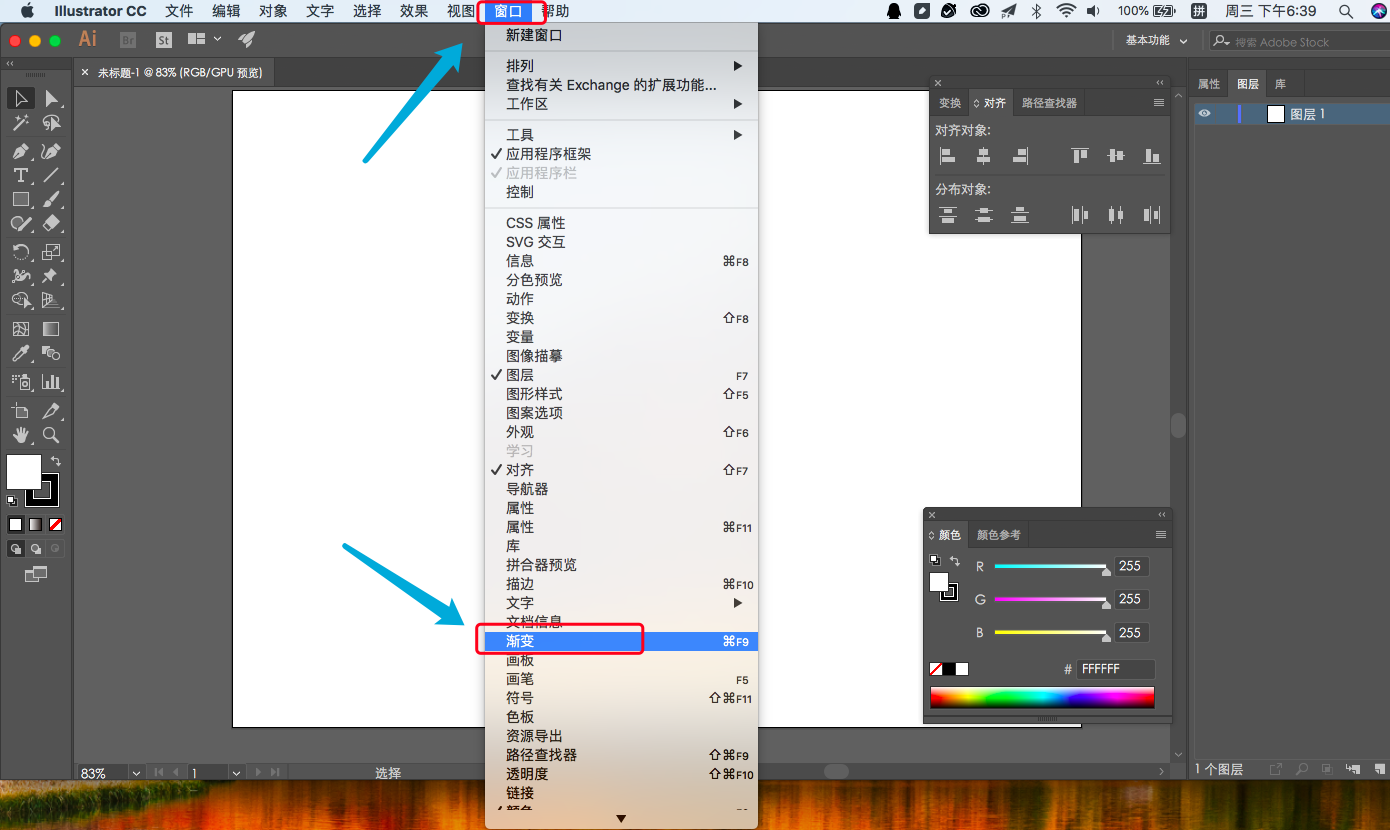 Illustrator CC 文件 编辑 对象 文字 选择 效果 视图 窗口 帮助 100% 拼 周三 下午6:39
Ai Br St 基本功能 搜索 Adobe Stock
× 未标题-1 @ 83% (RGB/GPU 预览)
新建窗口
排列
查找有关 Exchange 的扩展功能...
工作区
工具
✓应用程序框架
✓应用程序栏
控制
CSS 属性
SVG 交互
信息 ⌘F8
分色预览
动作
变换 ⇧F8
变量
图像描摹
✓图层 F7
图形样式 ⇧F5
图案选项
外观 ⇧F6
学习
✓对齐 ⇧F7
导航器
属性
属性 ⌘F11
库
拼合器预览
描边 ⌘F10
文字
文档信息
渐变 ⌘F9
画板
画笔 F5
符号 ⇧⌘F11
色板
资源导出
路径查找器 ⇧⌘F9
透明度 ⇧⌘F10
链接
变换 对齐 路径查找器
对齐对象:
分布对象:
属性 图层 库
图层 1
颜色 颜色参考
R 255
G 255
B 255
# FFFFFF
83% 1 选择
1 个图层